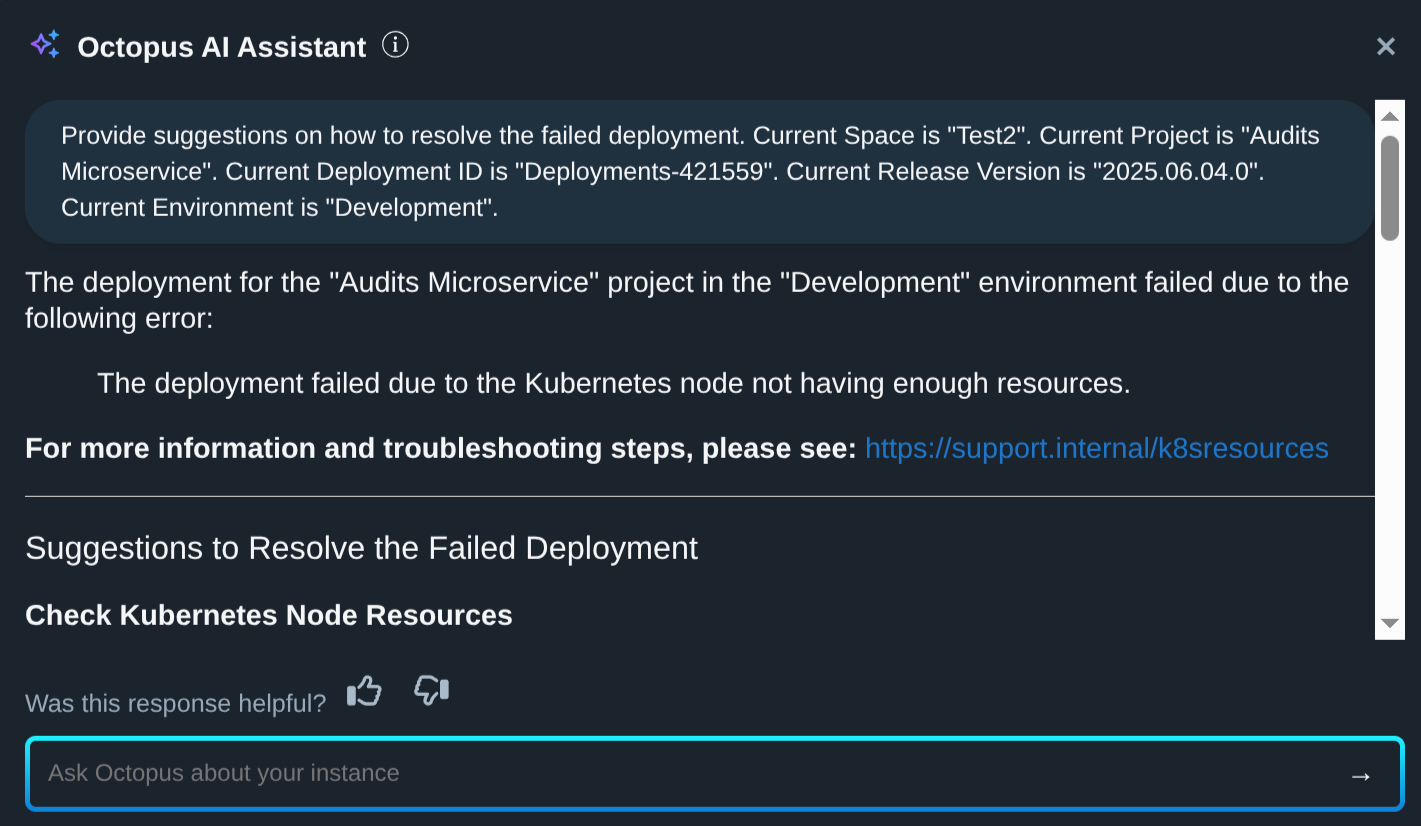 Octopus AI Assistant
Provide suggestions on how to resolve the failed deployment. Current Space is "Test2". Current Project is "Audits
Microservice". Current Deployment ID is "Deployments-421559". Current Release Version is "2025.06.04.0".
Current Environment is "Development".
The deployment for the "Audits Microservice" project in the "Development" environment failed due to the
following error:
The deployment failed due to the Kubernetes node not having enough resources.
For more information and troubleshooting steps, please see: https://support.internal/k8sresources
Suggestions to Resolve the Failed Deployment
Check Kubernetes Node Resources
Was this response helpful?
Ask Octopus about your instance